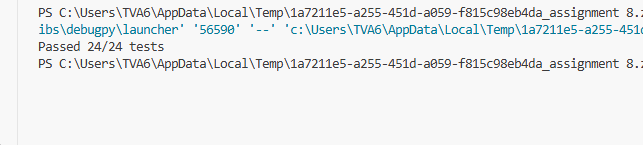 PS C:\Users\TVA6\AppData\Local\Temp\1a7211e5-a255-451d-a059-f815c98eb4da_assignment 8.z
ibs\debugpy\launcher' '56590' '--' 'c:\Users\TVA6\AppData\Local\Temp\1a7211e5-a255-451d
Passed 24/24 tests
PS C:\Users\TVA6\AppData\Local\Temp\1a7211e5-a255-451d-a059-f815c98eb4da_assignment 8.z